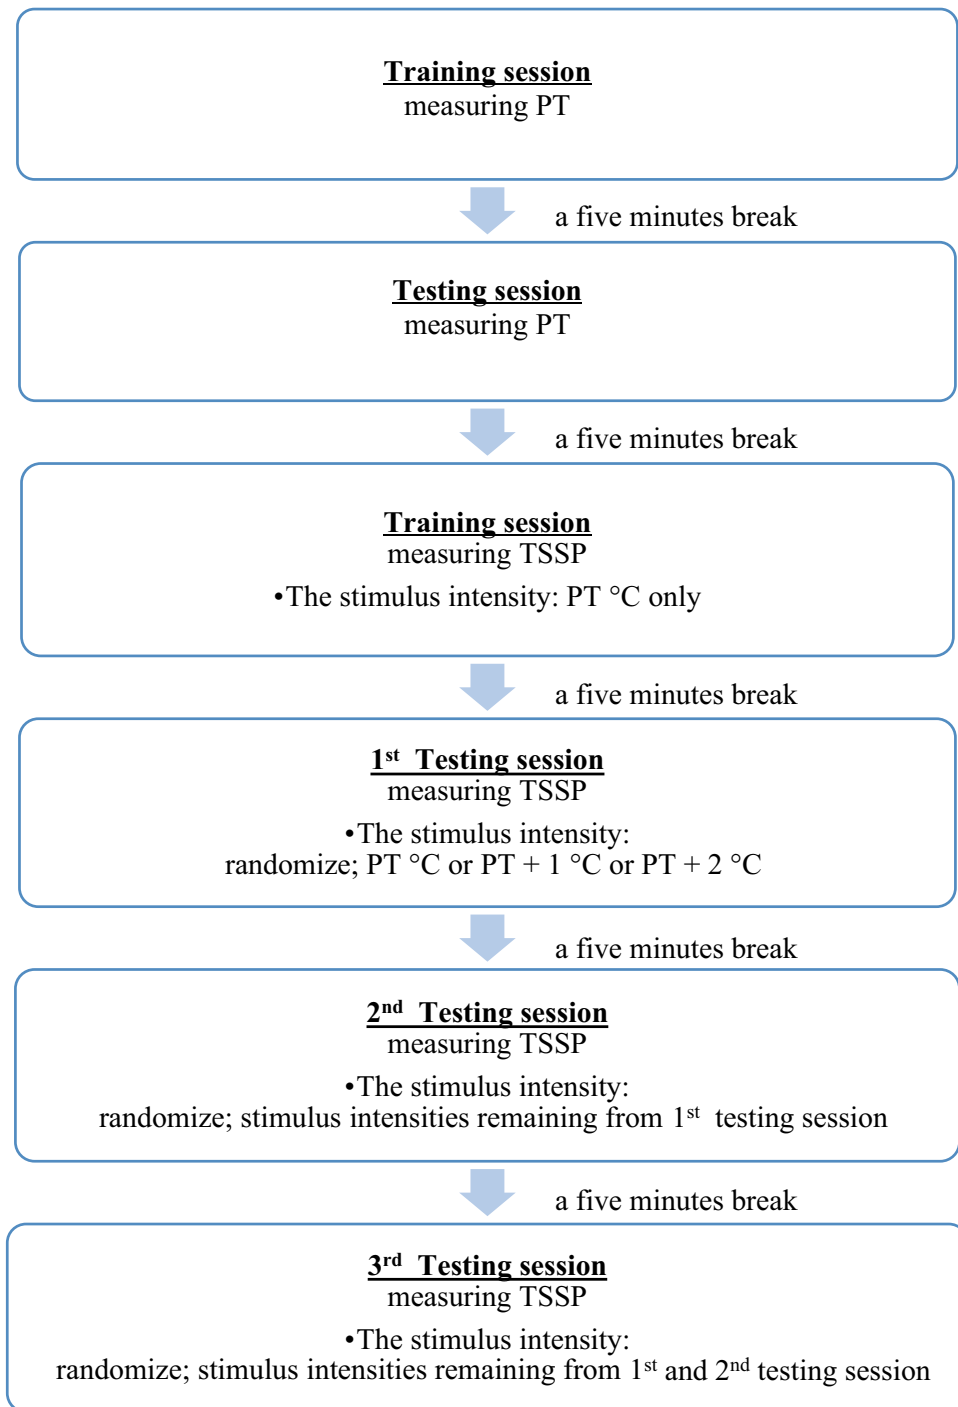 Training session
measuring PT
a five minutes break
Testing session
measuring PT
a five minutes break
Training session
measuring TSSP
•The stimulus intensity: PT °C only
a five minutes break
1st Testing session
measuring TSSP
•The stimulus intensity:
randomize; PT °C or PT + 1 °C or PT + 2 °C
a five minutes break
2nd Testing session
measuring TSSP
•The stimulus intensity:
randomize; stimulus intensities remaining from 1st testing session
a five minutes break
3rd Testing session
measuring TSSP
•The stimulus intensity:
randomize; stimulus intensities remaining from 1st and 2nd testing session